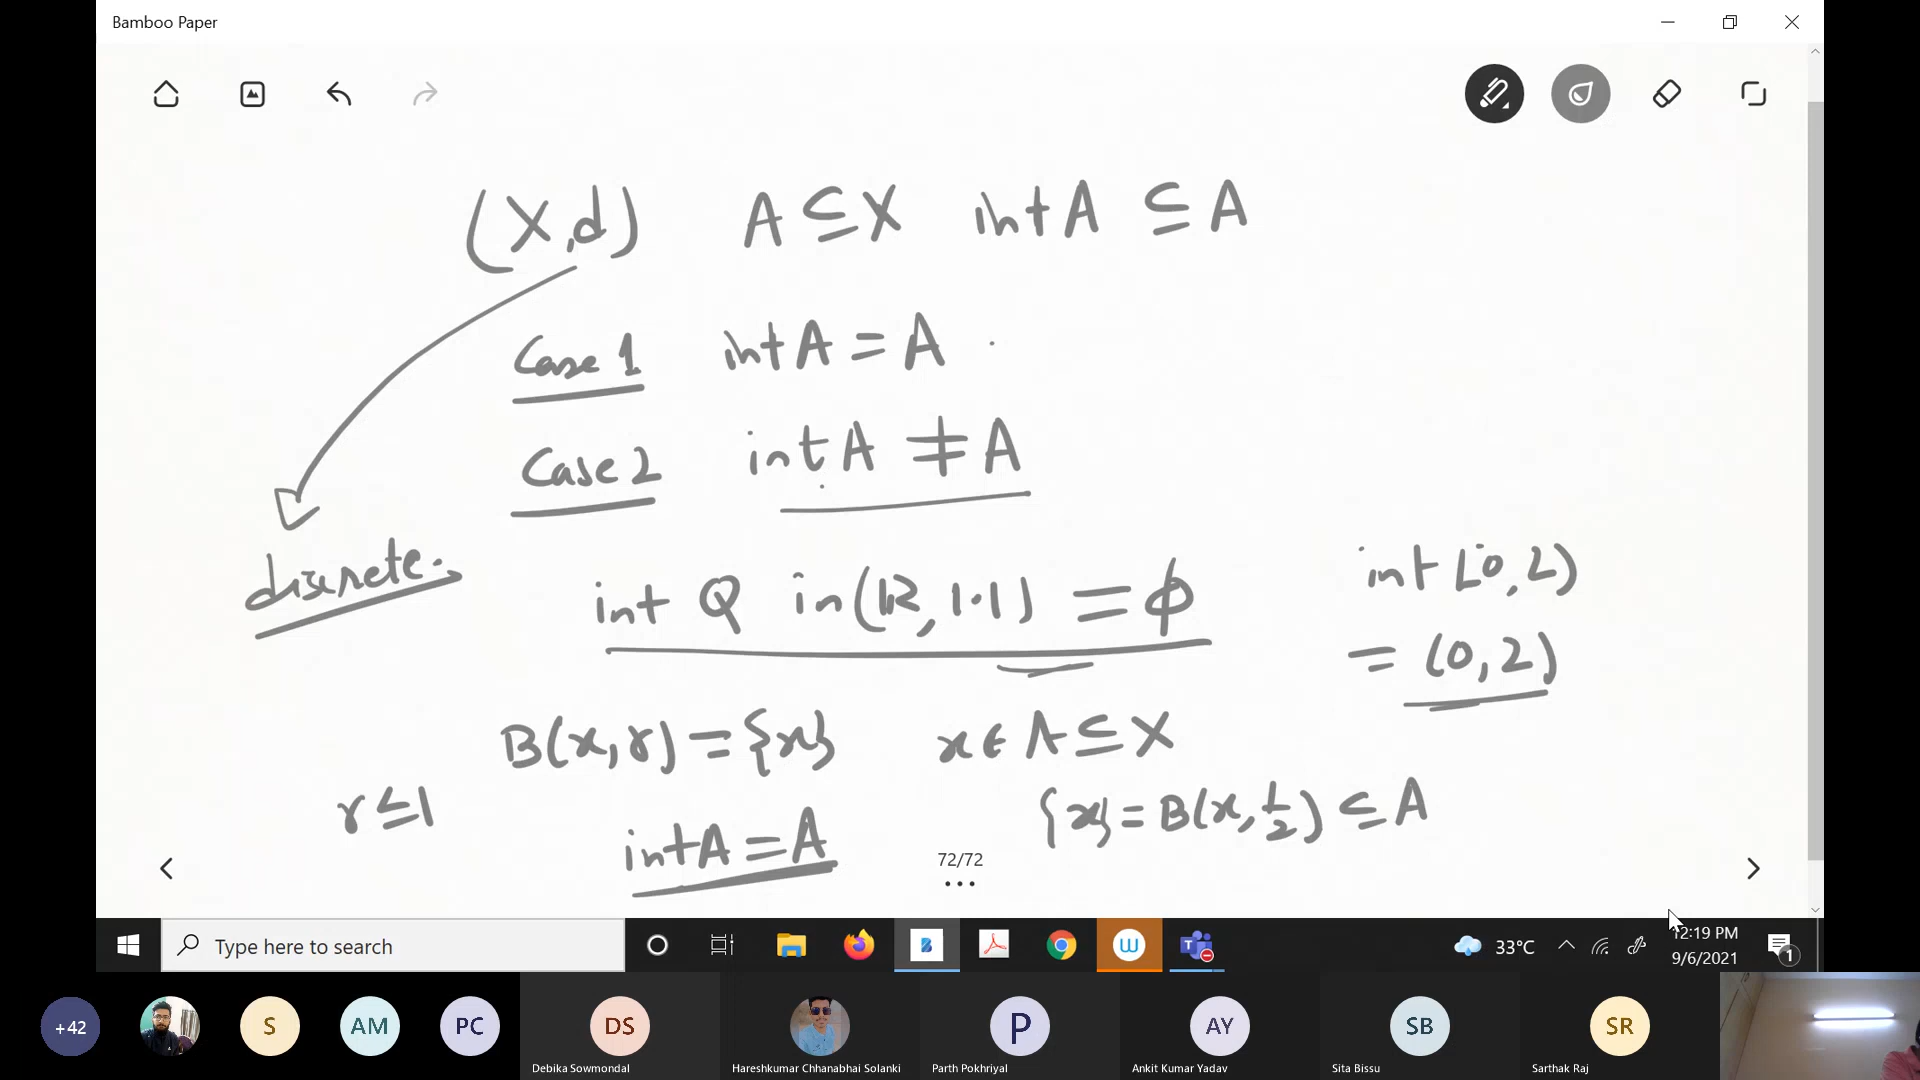 Bamboo Paper
(X,d) A ⊆ X int A ⊆ A
Case 1 int A = A
Case 2 int A ≠ A
discrete.
int Q in (R, |·|) = ϕ
int [0,2)
= (0,2)
B(x,r) = {x} x ∈ A ⊆ X
r ≤ 1
int A = A
{x} = B(x, 1/2) ⊆ A
72/72
Type here to search
33°C
12:19 PM
9/6/2021
1
+42
S
AM
PC
DS
P
AY
SB
SR
Debika Sowmondal
Hareshkumar Chhanabhai Solanki
Parth Pokhriyal
Ankit Kumar Yadav
Sita Bissu
Sarthak Raj